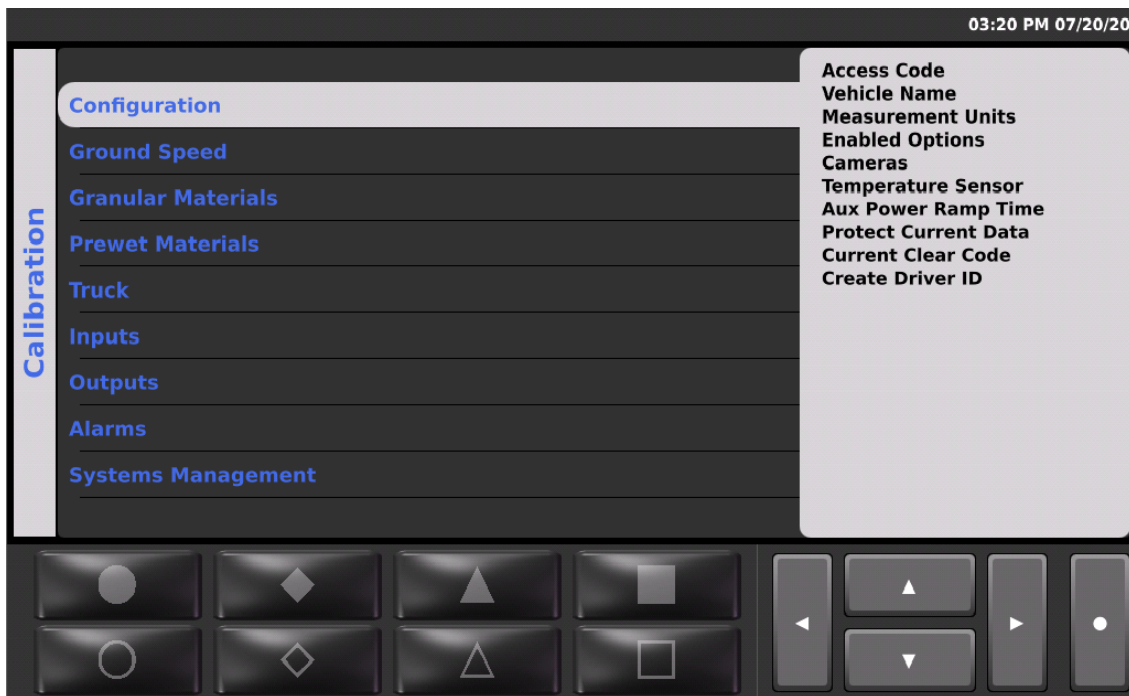 03:20 PM 07/20/20
Calibration
Configuration
Ground Speed
Granular Materials
Prewet Materials
Truck
Inputs
Outputs
Alarms
Systems Management
Access Code
Vehicle Name
Measurement Units
Enabled Options
Cameras
Temperature Sensor
Aux Power Ramp Time
Protect Current Data
Current Clear Code
Create Driver ID